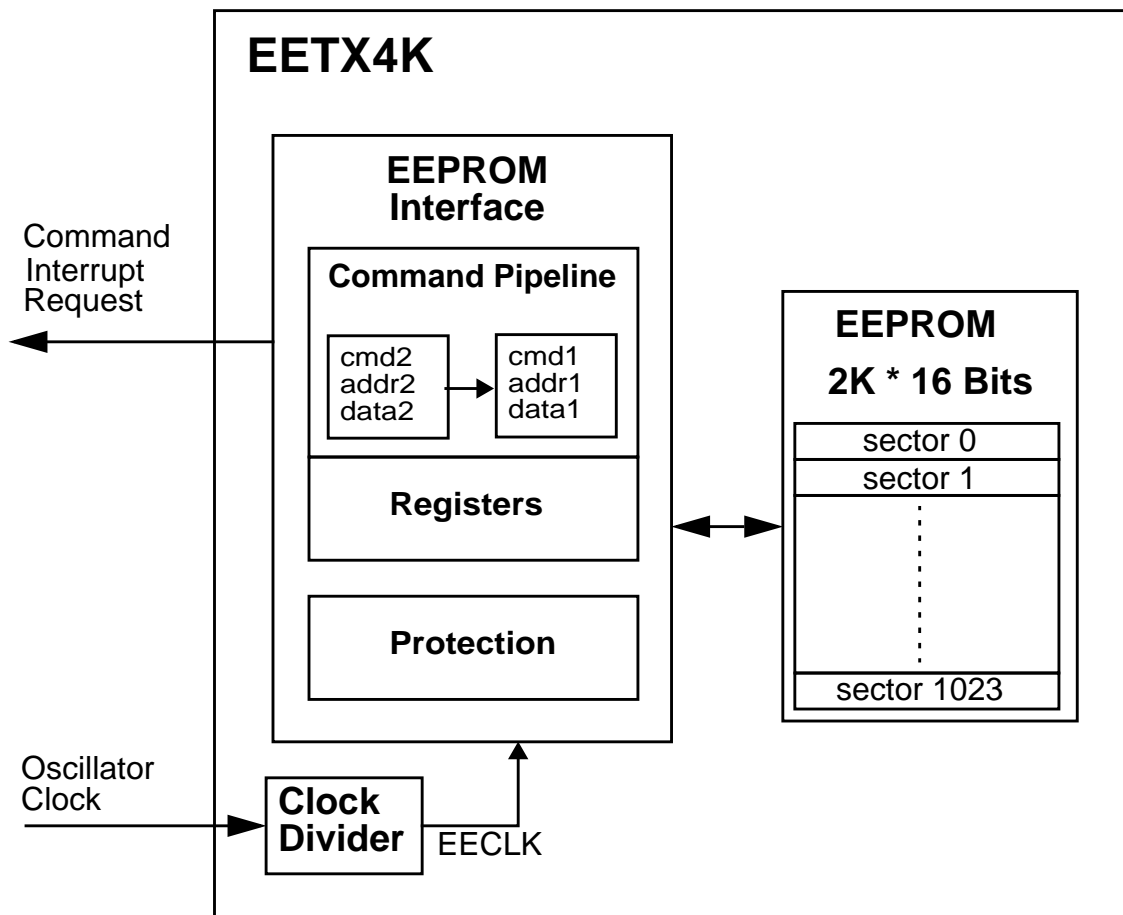 EETX4K
EEPROM
Interface
Command
Interrupt
Request
Command Pipeline
cmd2
addr2
data2
cmd1
addr1
data1
Registers
Protection
EEPROM
2K * 16 Bits
sector 0
sector 1
sector 1023
Oscillator
Clock
Clock
Divider
EECLK